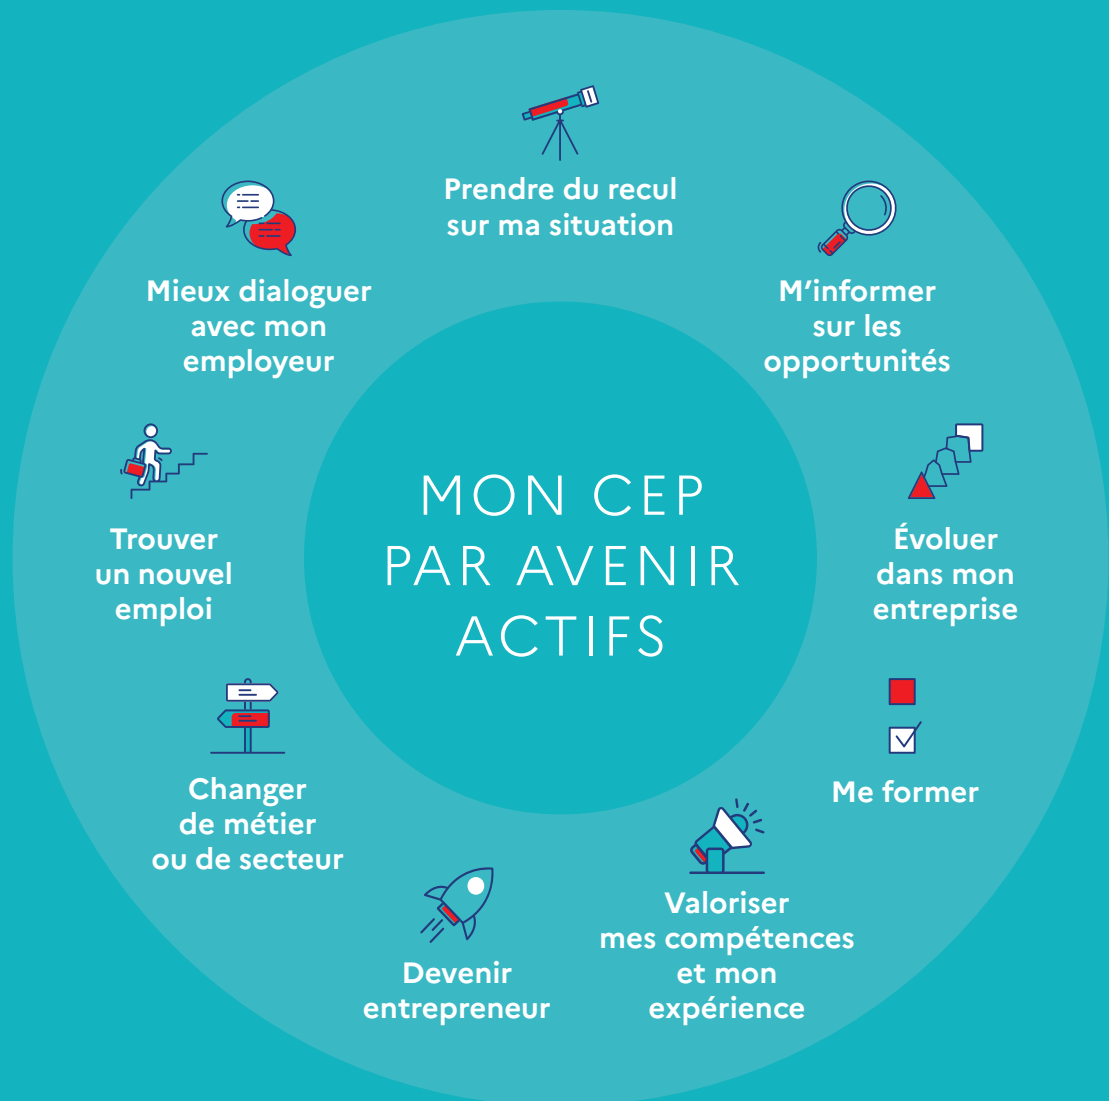 Prendre du recul
sur ma situation
M’informer
sur les
opportunités
Évoluer
dans mon
entreprise
Me former
Valoriser
mes compétences
et mon
expérience
Devenir
entrepreneur
Changer
de métier
ou de secteur
Trouver
un nouvel
emploi
Mieux dialoguer
avec mon
employeur
MON CEP
PAR AVENIR
ACTIFS